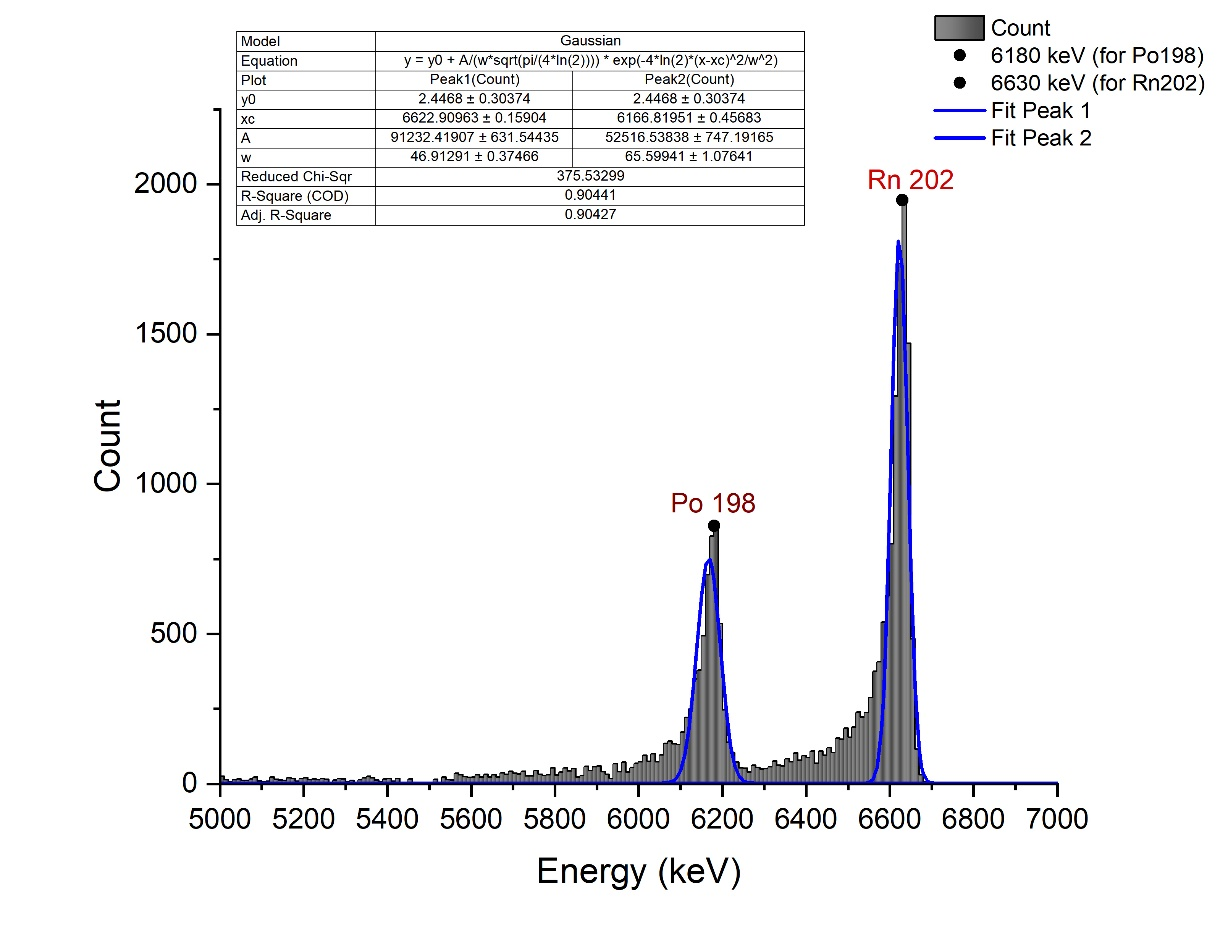 Model Gaussian
Equation y = y0 + A/(w*sqrt(pi/(4*ln(2)))) * exp(-4*ln(2)*(x-xc)^2/w^2)
Plot Peak1(Count) Peak2(Count)
y0 2.4468 ± 0.30374 2.4468 ± 0.30374
xc 6622.90963 ± 0.15904 6166.81951 ± 0.45683
A 91232.41907 ± 631.54435 52516.53838 ± 747.19165
w 46.91291 ± 0.37466 65.59941 ± 1.07641
Reduced Chi-Sqr 375.53299
R-Square (COD) 0.90441
Adj. R-Square 0.90427
Count
6180 keV (for Po198)
6630 keV (for Rn202)
Fit Peak 1
Fit Peak 2
Rn 202
Po 198
2000
1500
1000
500
0
Count
5000 5200 5400 5600 5800 6000 6200 6400 6600 6800 7000
Energy (keV)